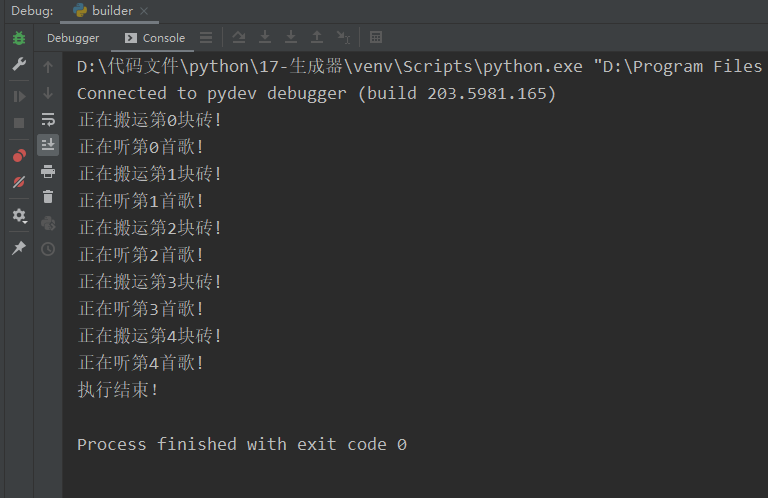 Debug: builder
Debugger Console
D:\代码文件\python\17-生成器\venv\Scripts\python.exe "D:\Program Files
Connected to pydev debugger (build 203.5981.165)
正在搬运第0块砖!
正在听第0首歌!
正在搬运第1块砖!
正在听第1首歌!
正在搬运第2块砖!
正在听第2首歌!
正在搬运第3块砖!
正在听第3首歌!
正在搬运第4块砖!
正在听第4首歌!
执行结束!
Process finished with exit code 0